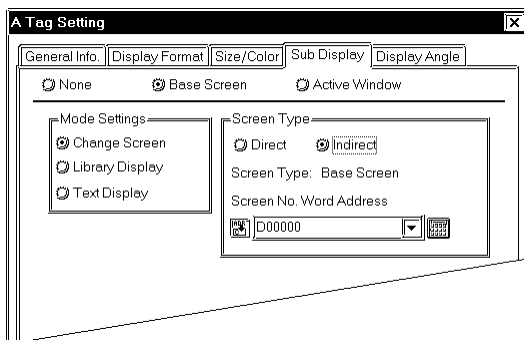 A Tag Setting
General Info. Display Format Size/Color Sub Display Display Angle
None Base Screen Active Window
Mode Settings
Change Screen
Library Display
Text Display
Screen Type
Direct Indirect
Screen Type: Base Screen
Screen No. Word Address
D00000